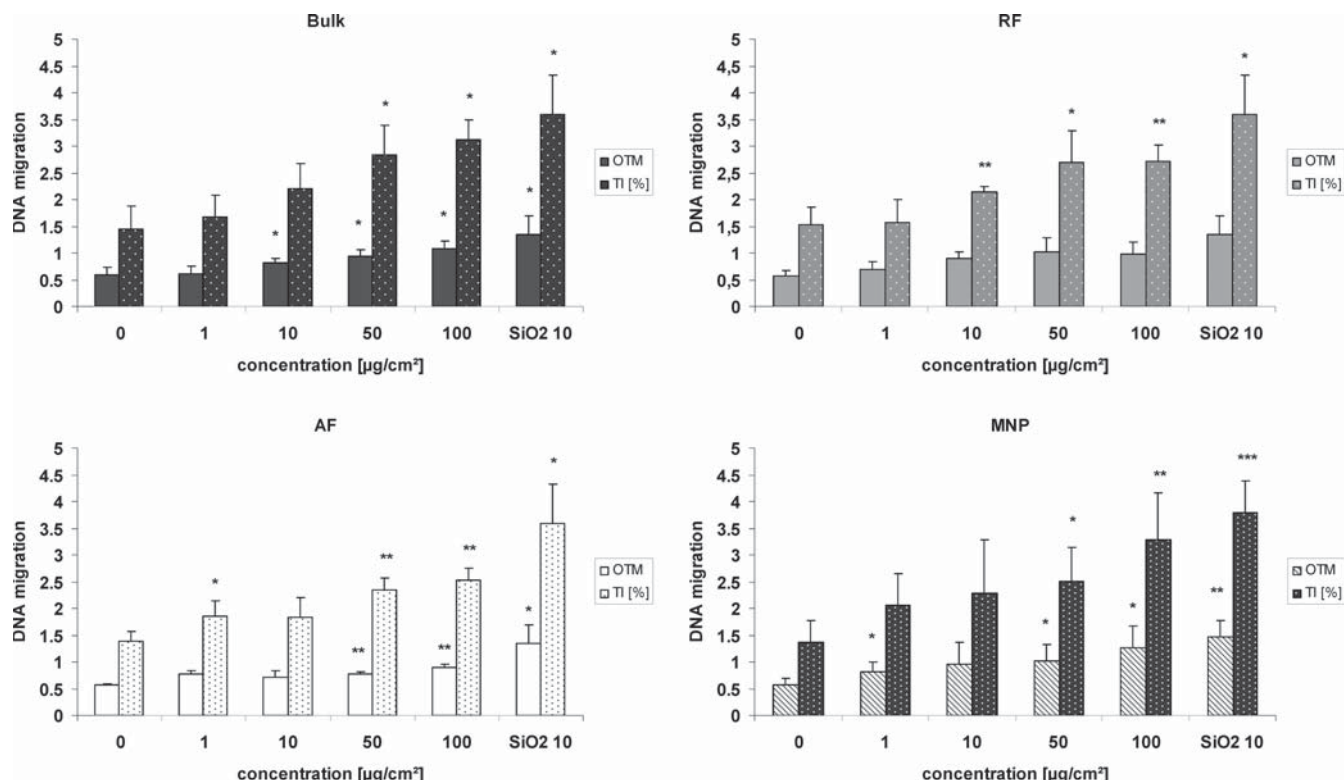 Bulk
5
4.5
4
3.5
3
2.5
2
1.5
1
0.5
0
DNA migration
* * * * * * * *
OTM
TI [%]
0 1 10 50 100 SiO2 10
concentration [µg/cm²]
RF
5
4,5
4
3,5
3
2,5
2
1,5
1
0,5
0
DNA migration
** * ** *
OTM
TI [%]
0 1 10 50 100 SiO2 10
concentration [µg/cm²]
AF
5
4.5
4
3.5
3
2.5
2
1.5
1
0.5
0
DNA migration
* ** ** ** ** * *
OTM
TI [%]
0 1 10 50 100 SiO2 10
concentration [µg/cm²]
MNP
5
4.5
4
3.5
3
2.5
2
1.5
1
0.5
0
DNA migration
* * * * ** ** ***
OTM
TI [%]
0 1 10 50 100 SiO2 10
concentration [µg/cm²]